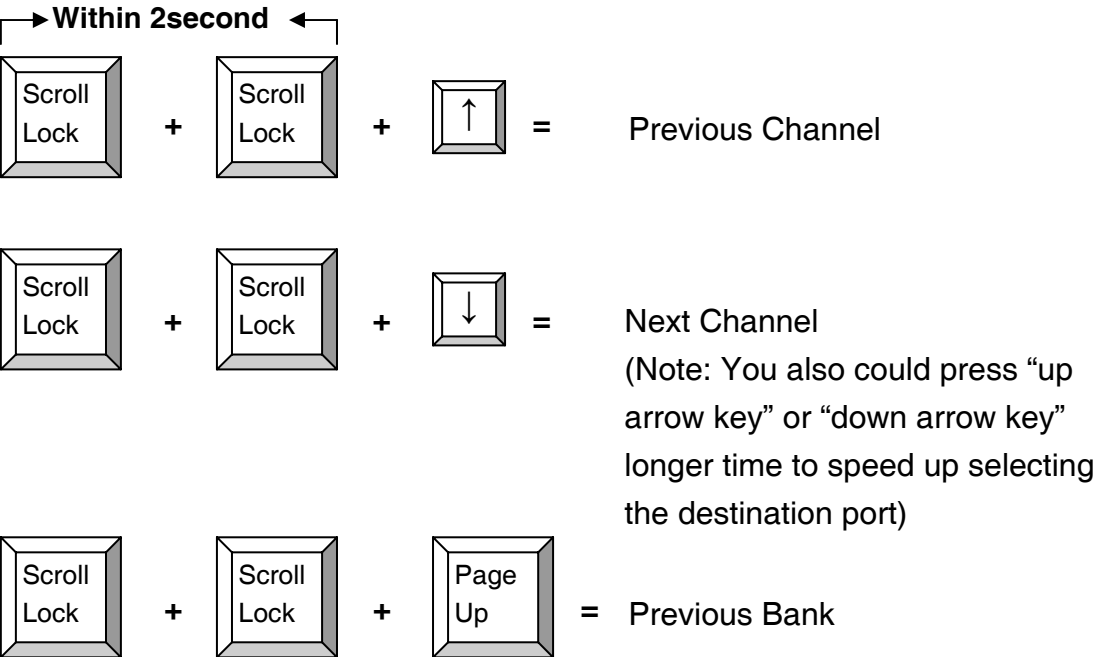 Within 2second
Scroll Scroll
Lock + Lock + ↑ = Previous Channel
Scroll Scroll
Lock + Lock + ↓ = Next Channel
(Note: You also could press “up
arrow key” or “down arrow key”
longer time to speed up selecting
the destination port)
Scroll Scroll Page
Lock + Lock + Up = Previous Bank